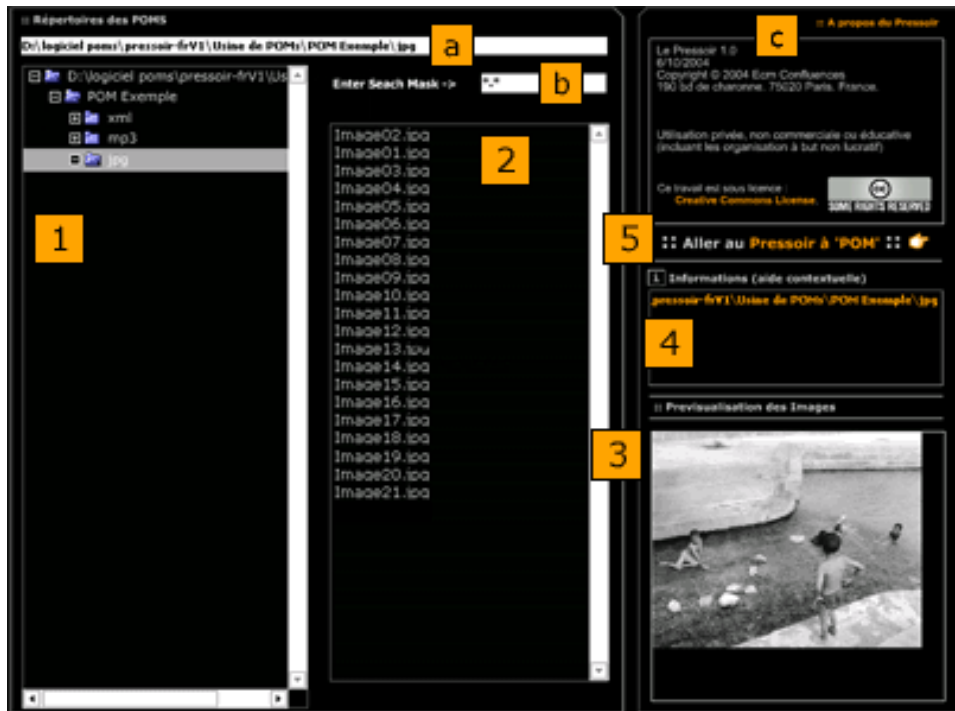 :: Répertoires des POMS
D:\logiciel poms\pressoir-frV1\Usine de POMs\POM Exemple\jpg
a
D:\logiciel poms\pressoir-frV1\Us
POM Exemple
xml
mp3
jpg
1
Enter Seach Mask ->
*.*
b
2
Image02.jpg
Image01.jpg
Image03.jpg
Image04.jpg
Image05.jpg
Image06.jpg
Image07.jpg
Image08.jpg
Image09.jpg
Image10.jpg
Image11.jpg
Image12.jpg
Image13.jpg
Image14.jpg
Image15.jpg
Image16.jpg
Image17.jpg
Image18.jpg
Image19.jpg
Image20.jpg
Image21.jpg
:: A propos du Pressoir
c
Le Pressoir 1.0
6/10/2004
Copyright © 2004 Ecm Confluences
190 bd de charonne. 75020 Paris. France.
Utilisation privée, non commerciale ou éducative
(incluant les organisation à but non lucratif)
Ce travail est sous licence :
Creative Commons License.
cc
SOME RIGHTS RESERVED
5
:: Aller au Pressoir à "POM" ::
i Informations (aide contextuelle)
pressoir-frV1\Usine de POMs\POM Exemple\jpg
4
:: Previsualisation des Images
3